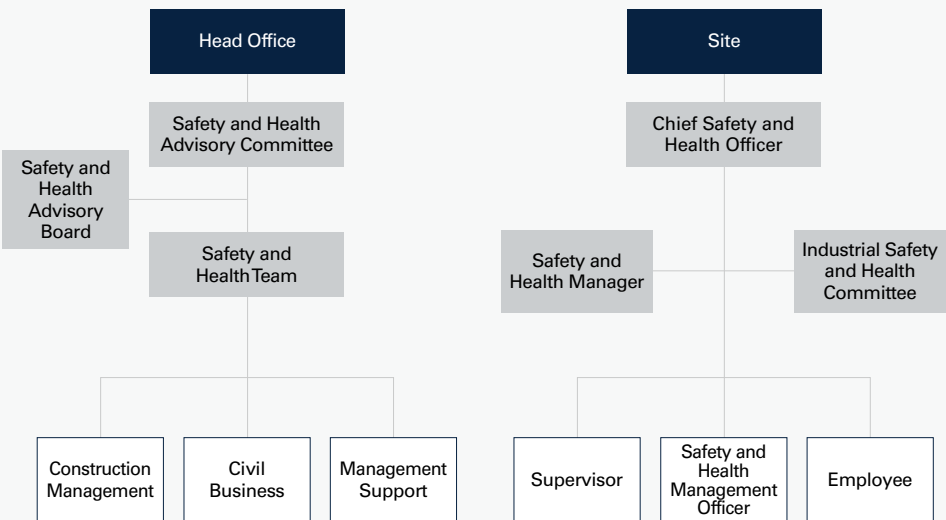 Head Office
Safety and Health
Advisory Committee
Safety and
Health
Advisory
Board
Safety and
Health Team
Construction
Management
Civil
Business
Management
Support
Site
Chief Safety and
Health Officer
Safety and
Health Manager
Industrial Safety
and Health
Committee
Supervisor
Safety and
Health
Management
Officer
Employee